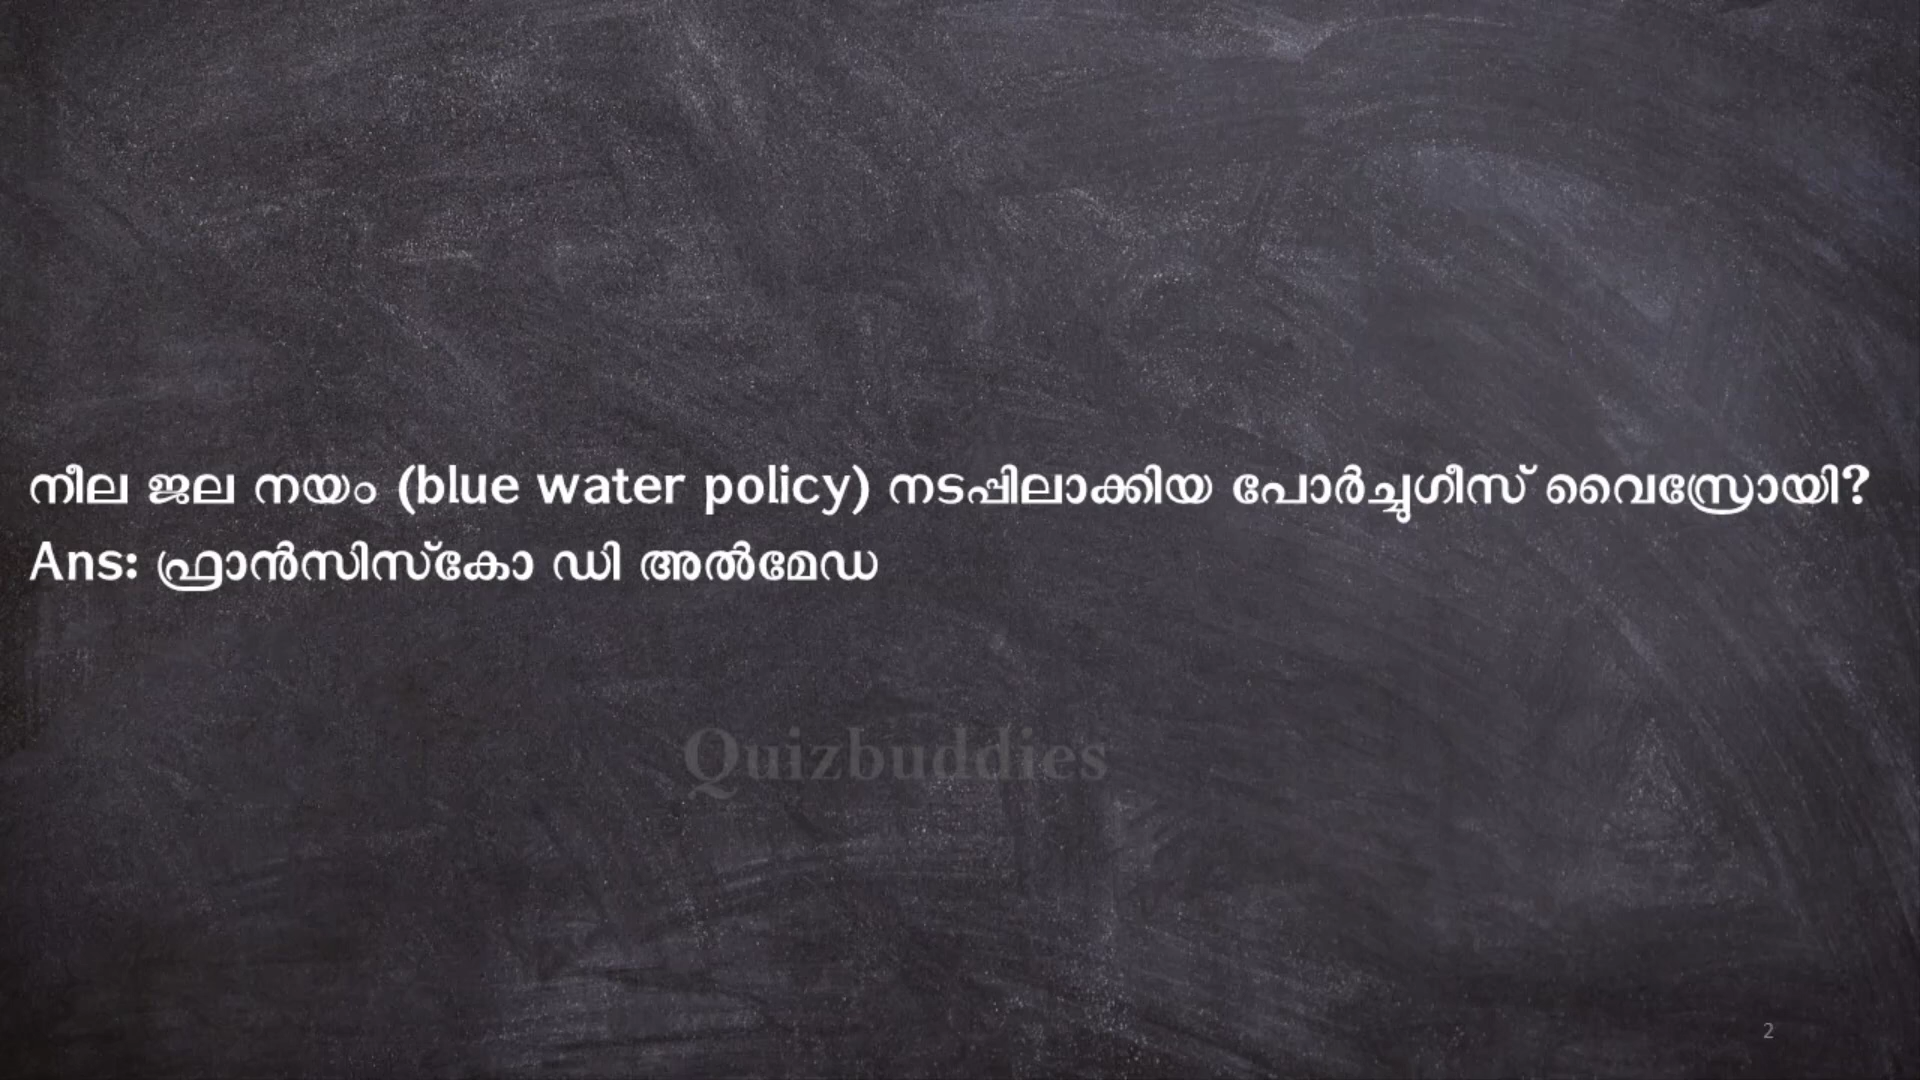 നീല ജല നയം (blue water policy) നടപ്പിലാക്കിയ പോർച്ചുഗീസ് വൈസ്രോയി?
Ans: ഫ്രാൻസിസ്കോ ഡി അൽമേഡ
Quizbuddies
2